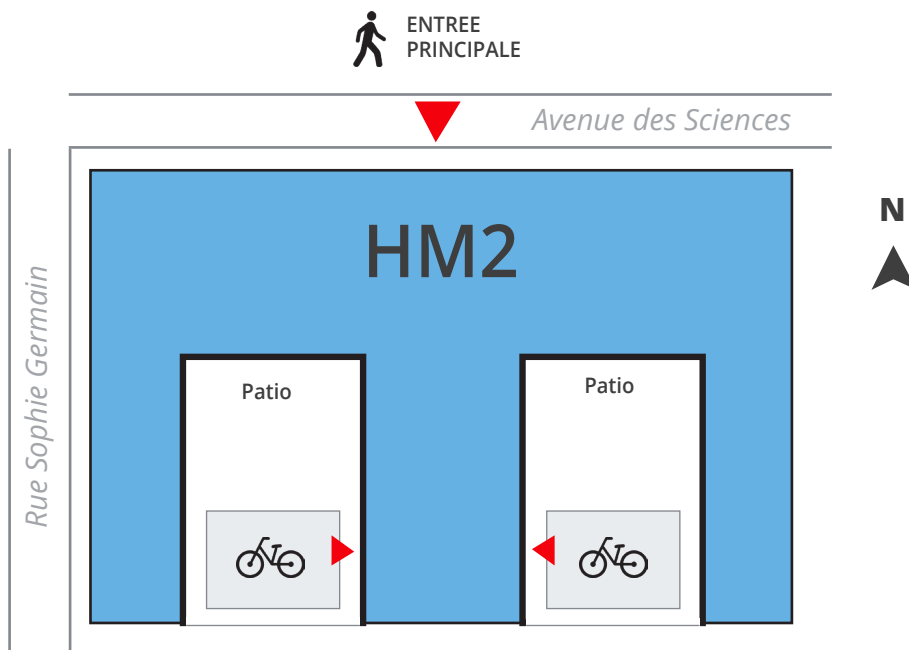 ENTREE
PRINCIPALE
Avenue des Sciences
N
HM2
Rue Sophie Germain
Patio
Patio